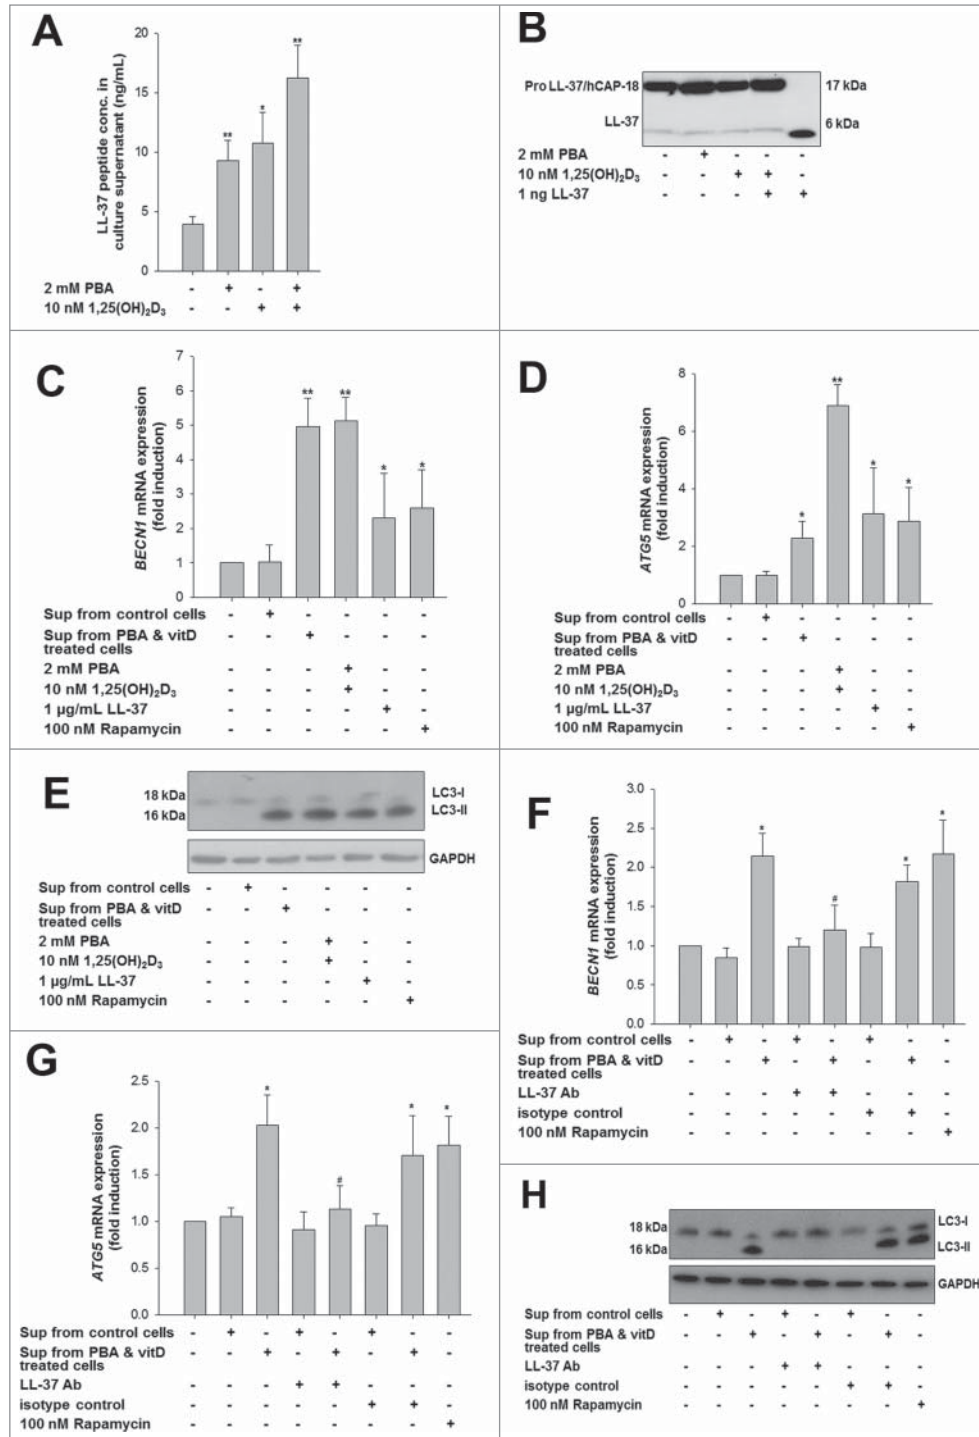 A
LL-37 peptide conc. in
culture supernatant (ng/mL)
20
15
10
5
0
** * **
2 mM PBA - + - +
10 nM 1,25(OH)₂D₃ - - + +
B
Pro LL-37/hCAP-18 17 kDa
LL-37 6 kDa
2 mM PBA - + - - -
10 nM 1,25(OH)₂D₃ - - + + -
1 ng LL-37 - - - + +
C
BECN1 mRNA expression
(fold induction)
7
6
5
4
3
2
1
0
** ** * *
Sup from control cells - + - - - -
Sup from PBA & vitD - - + - - -
treated cells
2 mM PBA - - - + - -
10 nM 1,25(OH)₂D₃ - - - + - -
1 µg/mL LL-37 - - - - + -
100 nM Rapamycin - - - - - +
D
ATG5 mRNA expression
(fold induction)
8
6
4
2
0
* ** * *
Sup from control cells - + - - - -
Sup from PBA & vitD - - + - - -
treated cells
2 mM PBA - - - + - -
10 nM 1,25(OH)₂D₃ - - - + - -
1 µg/mL LL-37 - - - - + -
100 nM Rapamycin - - - - - +
E
18 kDa LC3-I
16 kDa LC3-II
GAPDH
Sup from control cells - + - - - -
Sup from PBA & vitD - - + - - -
treated cells
2 mM PBA - - - + - -
10 nM 1,25(OH)₂D₃ - - - + - -
1 µg/mL LL-37 - - - - + -
100 nM Rapamycin - - - - - +
F
BECN1 mRNA expression
(fold induction)
3.0
2.5
2.0
1.5
1.0
0.5
0.0
* # * *
Sup from control cells - + - + - + - -
Sup from PBA & vitD - - + - + - + -
treated cells
LL-37 Ab - - - + + - - -
isotype control - - - - - + + -
100 nM Rapamycin - - - - - - - +
G
ATG5 mRNA expression
(fold induction)
2.5
2.0
1.5
1.0
0.5
0.0
* # * *
Sup from control cells - + - + - + - -
Sup from PBA & vitD - - + - + - + -
treated cells
LL-37 Ab - - - + + - - -
isotype control - - - - - + + -
100 nM Rapamycin - - - - - - - +
H
18 kDa LC3-I
16 kDa LC3-II
GAPDH
Sup from control cells - + - + - + - -
Sup from PBA & vitD - - + - + - + -
treated cells
LL-37 Ab - - - + + - - -
isotype control - - - - - + + -
100 nM Rapamycin - - - - - - - +